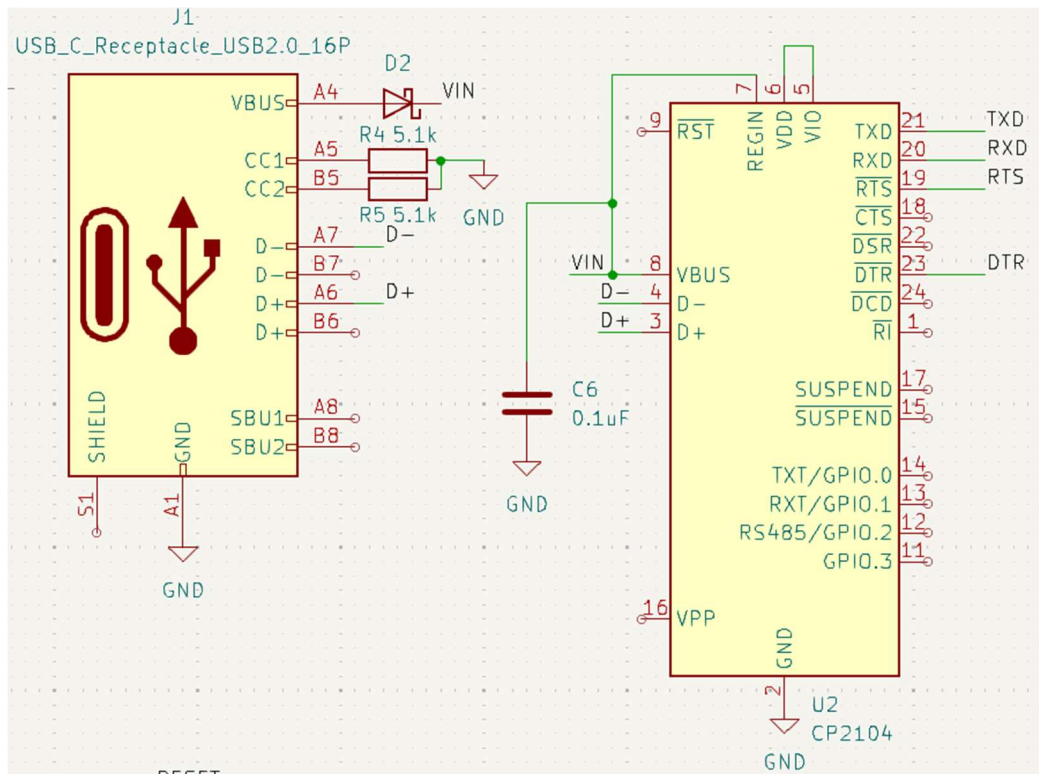 J1
USB_C_Receptacle_USB2.0_16P
VBUS A4
D2
VIN
R4 5.1k
CC1 A5
CC2 B5
R5 5.1k
GND
D- A7 D-
D- B7
D+ A6 D+
D+ B6
SBU1 A8
SBU2 B8
SHIELD
GND
S1
A1
GND
7 6 5
REGIN
VDD
VIO
9 RST
VIN 8 VBUS
D- 4 D-
D+ 3 D+
C6
0.1uF
GND
TXD 21 TXD
RXD 20 RXD
RTS 19 RTS
CTS 18
DSR 22
DTR 23 DTR
DCD 24
RI 1
SUSPEND 17
SUSPEND 15
TXT/GPIO.0 14
RXT/GPIO.1 13
RS485/GPIO.2 12
GPIO.3 11
16 VPP
GND
2
U2
CP2104
GND
RESET